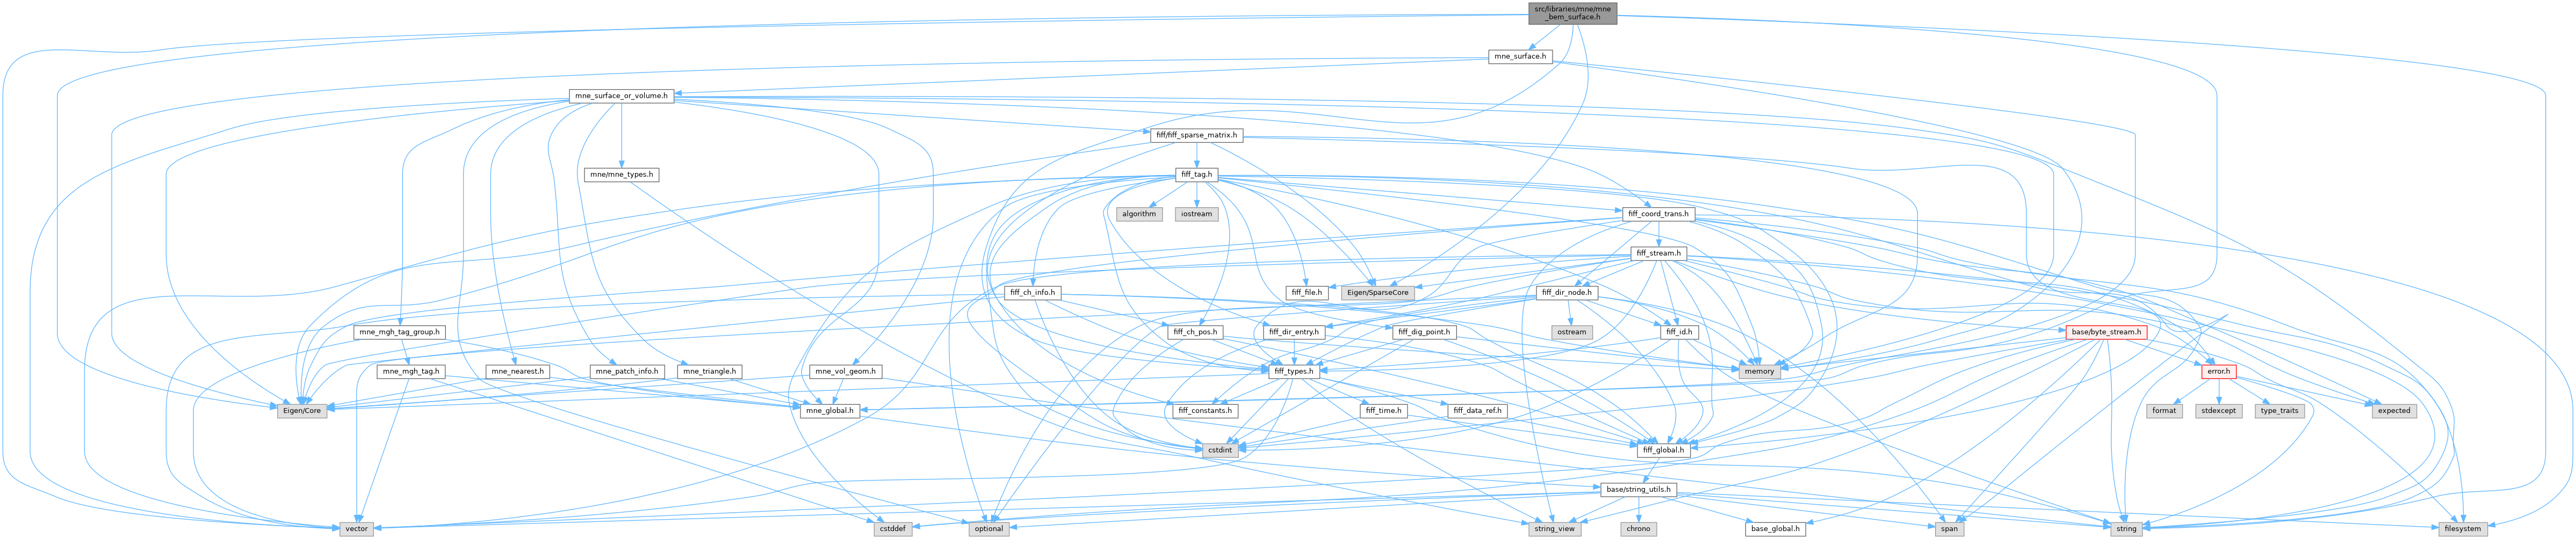 src/libraries/mne/mne
_bem_surface.h
mne_surface.h
mne_surface_or_volume.h
fiff/fiff_sparse_matrix.h
mne/mne_types.h
fiff_tag.h
algorithm
iostream
fiff_coord_trans.h
fiff_stream.h
fiff_ch_info.h
fiff_file.h
Eigen/SparseCore
fiff_dir_node.h
mne_mgh_tag_group.h
fiff_ch_pos.h
fiff_dir_entry.h
fiff_dig_point.h
ostream
fiff_id.h
base/byte_stream.h
mne_mgh_tag.h
mne_nearest.h
mne_patch_info.h
mne_triangle.h
mne_vol_geom.h
fiff_types.h
memory
error.h
Eigen/Core
mne_global.h
fiff_constants.h
fiff_time.h
fiff_data_ref.h
format
stdexcept
type_traits
expected
cstdint
fiff_global.h
base/string_utils.h
vector
cstddef
optional
string_view
chrono
base_global.h
span
string
filesystem